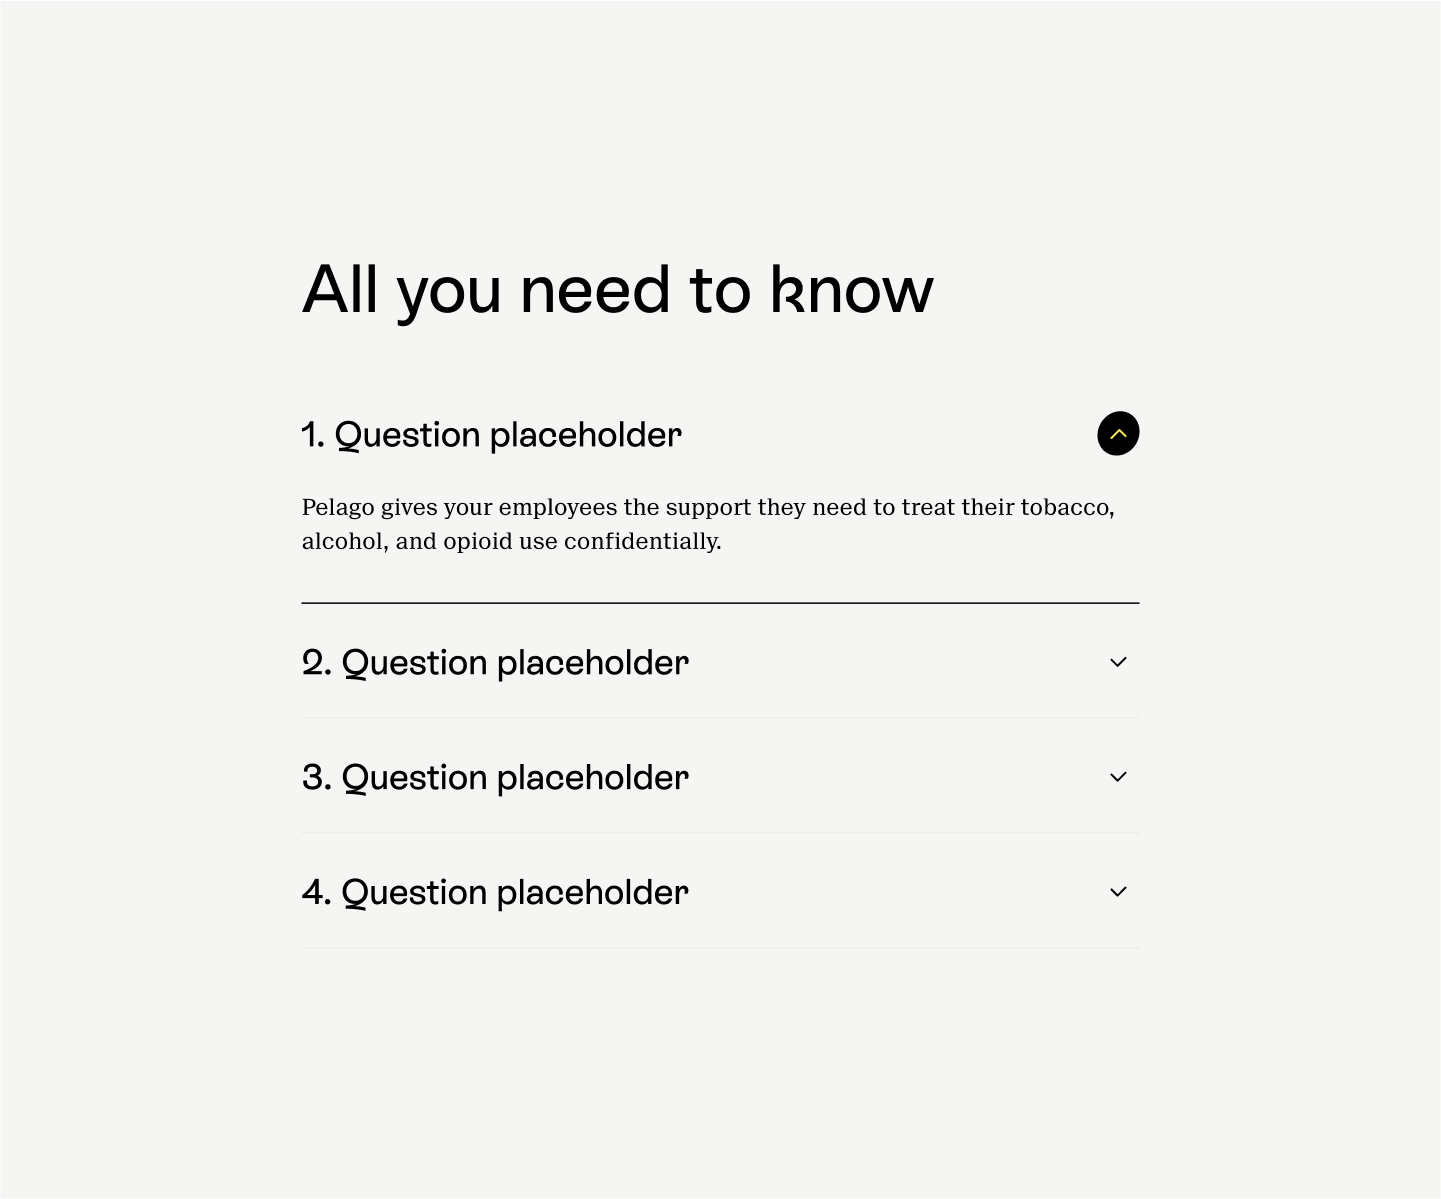 All you need to know
1. Question placeholder
Pelago gives your employees the support they need to treat their tobacco,
alcohol, and opioid use confidentially.
2. Question placeholder
3. Question placeholder
4. Question placeholder